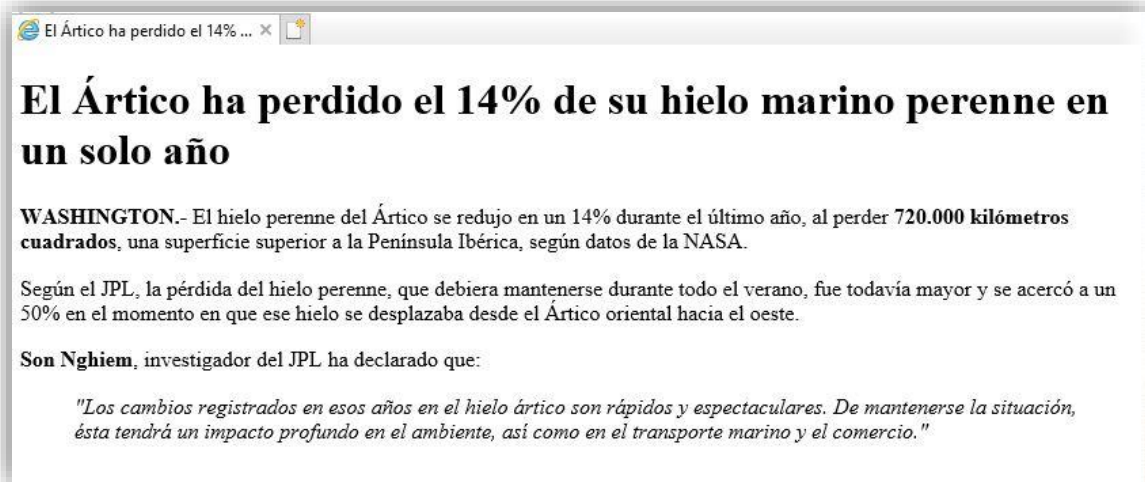 El Ártico ha perdido el 14% ...
El Ártico ha perdido el 14% de su hielo marino perenne en
un solo año
WASHINGTON.- El hielo perenne del Ártico se redujo en un 14% durante el último año, al perder 720.000 kilómetros
cuadrados, una superficie superior a la Península Ibérica, según datos de la NASA.
Según el JPL, la pérdida del hielo perenne, que debiera mantenerse durante todo el verano, fue todavía mayor y se acercó a un
50% en el momento en que ese hielo se desplazaba desde el Ártico oriental hacia el oeste.
Son Nghiem, investigador del JPL ha declarado que:
"Los cambios registrados en esos años en el hielo ártico son rápidos y espectaculares. De mantenerse la situación,
ésta tendrá un impacto profundo en el ambiente, así como en el transporte marino y el comercio."